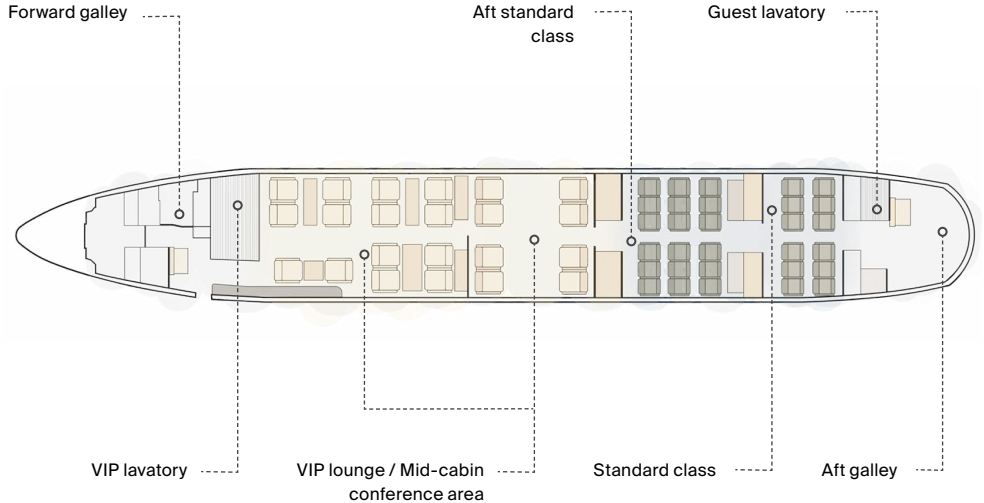 Forward galley
Aft standard
class
Guest lavatory
VIP lavatory
VIP lounge / Mid-cabin
conference area
Standard class
Aft galley